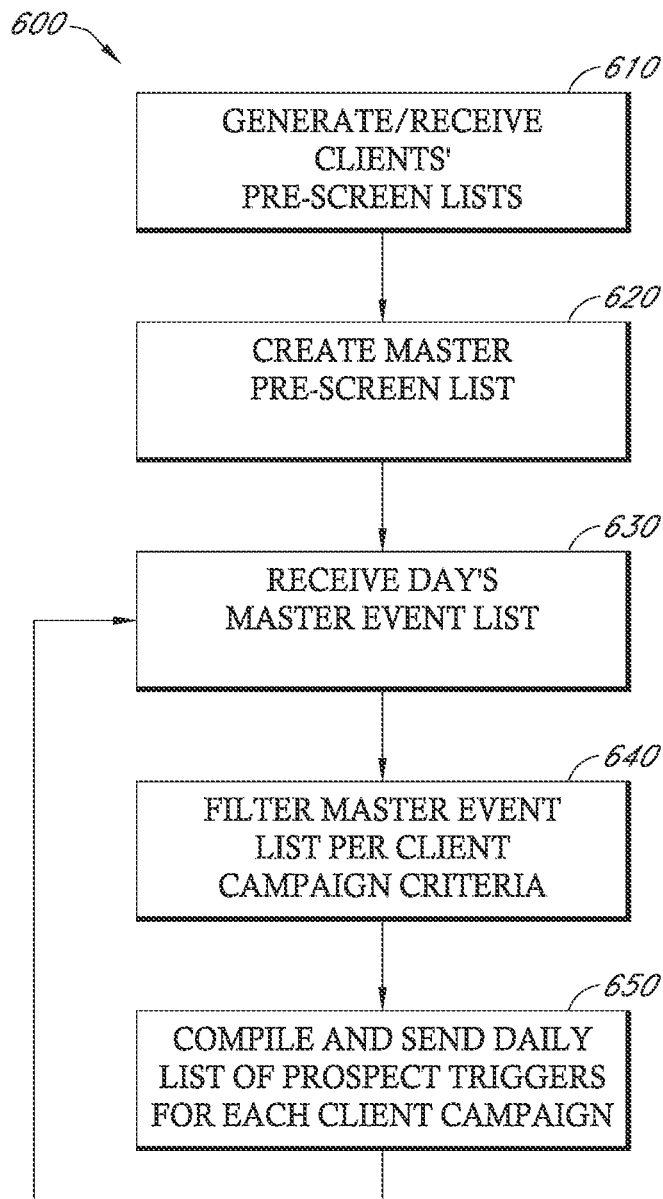 600
610
GENERATE/RECEIVE
CLIENTS'
PRE-SCREEN LISTS
620
CREATE MASTER
PRE-SCREEN LIST
630
RECEIVE DAY'S
MASTER EVENT LIST
640
FILTER MASTER EVENT
LIST PER CLIENT
CAMPAIGN CRITERIA
650
COMPILE AND SEND DAILY
LIST OF PROSPECT TRIGGERS
FOR EACH CLIENT CAMPAIGN